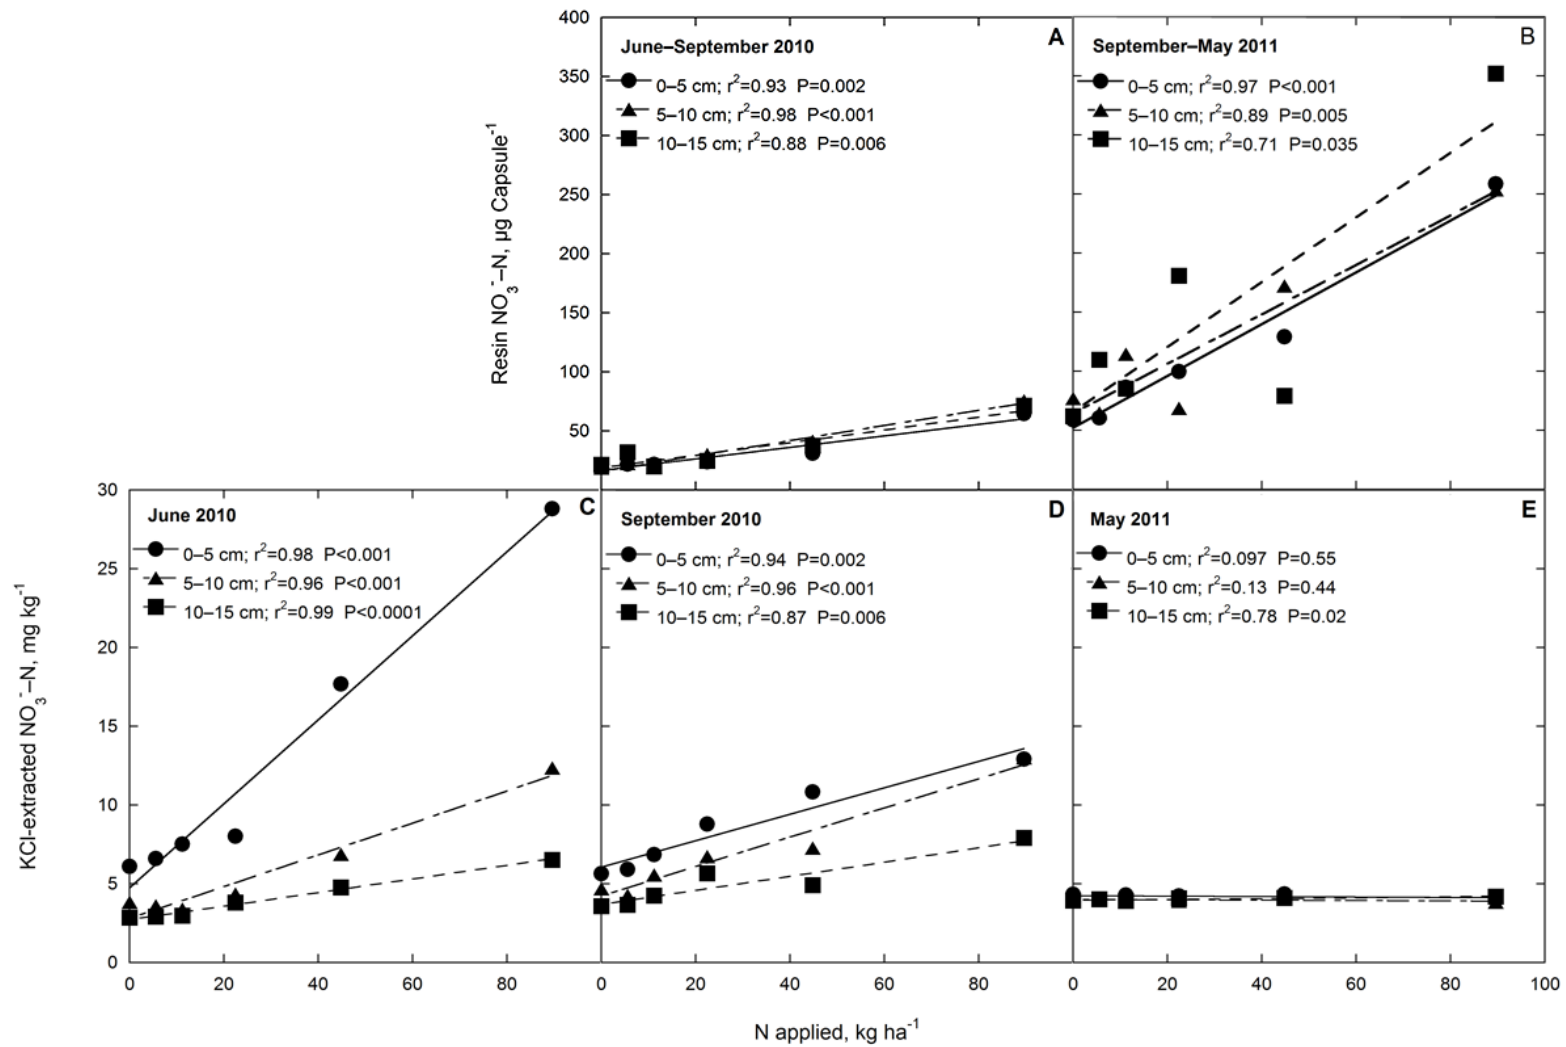 Resin NO₃⁻–N, µg Capsule⁻¹
400
350
300
250
200
150
100
50
June–September 2010
A
0–5 cm; r²=0.93 P=0.002
5–10 cm; r²=0.98 P<0.001
10–15 cm; r²=0.88 P=0.006
September–May 2011
B
0–5 cm; r²=0.97 P<0.001
5–10 cm; r²=0.89 P=0.005
10–15 cm; r²=0.71 P=0.035
KCl-extracted NO₃⁻–N, mg kg⁻¹
30
25
20
15
10
5
0
June 2010
C
0–5 cm; r²=0.98 P<0.001
5–10 cm; r²=0.96 P<0.001
10–15 cm; r²=0.99 P<0.0001
September 2010
D
0–5 cm; r²=0.94 P=0.002
5–10 cm; r²=0.96 P<0.001
10–15 cm; r²=0.87 P=0.006
May 2011
E
0–5 cm; r²=0.097 P=0.55
5–10 cm; r²=0.13 P=0.44
10–15 cm; r²=0.78 P=0.02
0 20 40 60 80 0 20 40 60 80 0 20 40 60 80 100
N applied, kg ha⁻¹